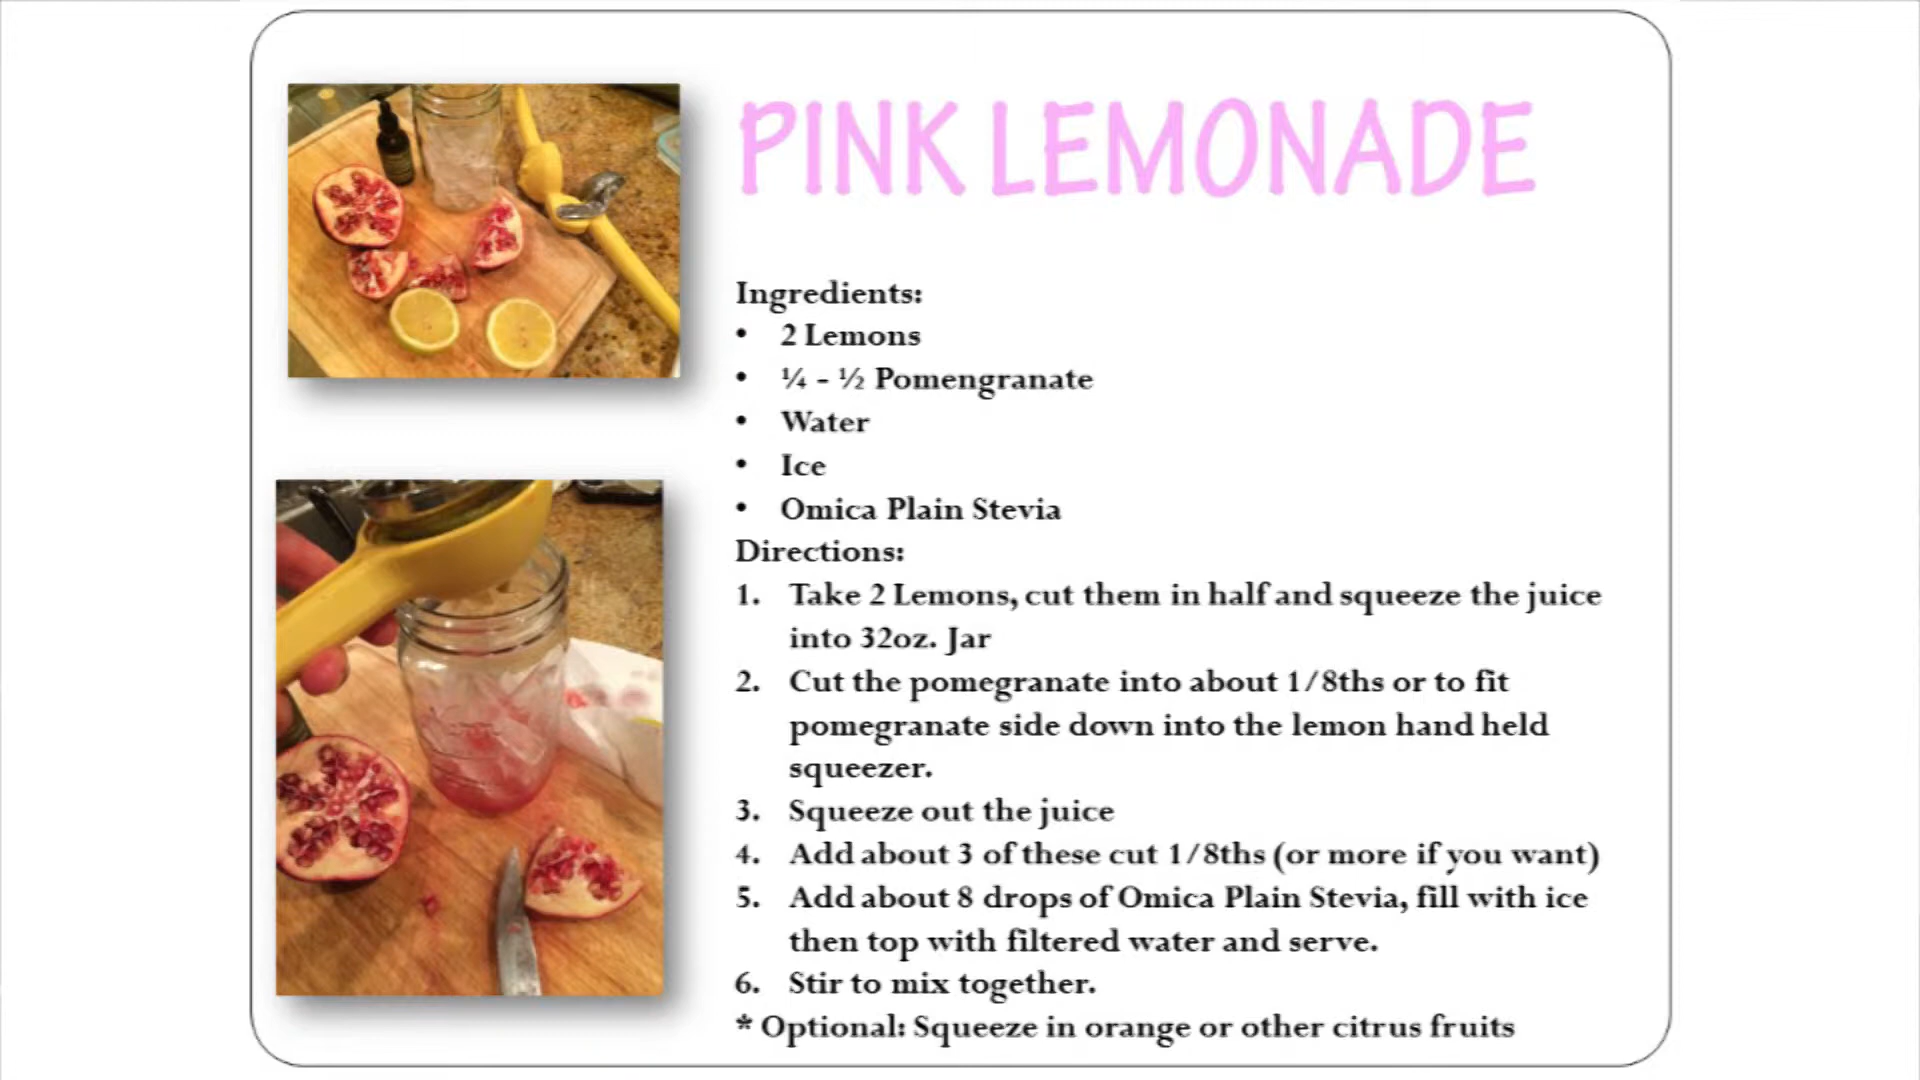 PINK LEMONADE
Ingredients:
• 2 Lemons
• ¼ - ½ Pomengranate
• Water
• Ice
• Omica Plain Stevia
Directions:
1. Take 2 Lemons, cut them in half and squeeze the juice
into 32oz. Jar
2. Cut the pomegranate into about 1/8ths or to fit
pomegranate side down into the lemon hand held
squeezer.
3. Squeeze out the juice
4. Add about 3 of these cut 1/8ths (or more if you want)
5. Add about 8 drops of Omica Plain Stevia, fill with ice
then top with filtered water and serve.
6. Stir to mix together.
* Optional: Squeeze in orange or other citrus fruits